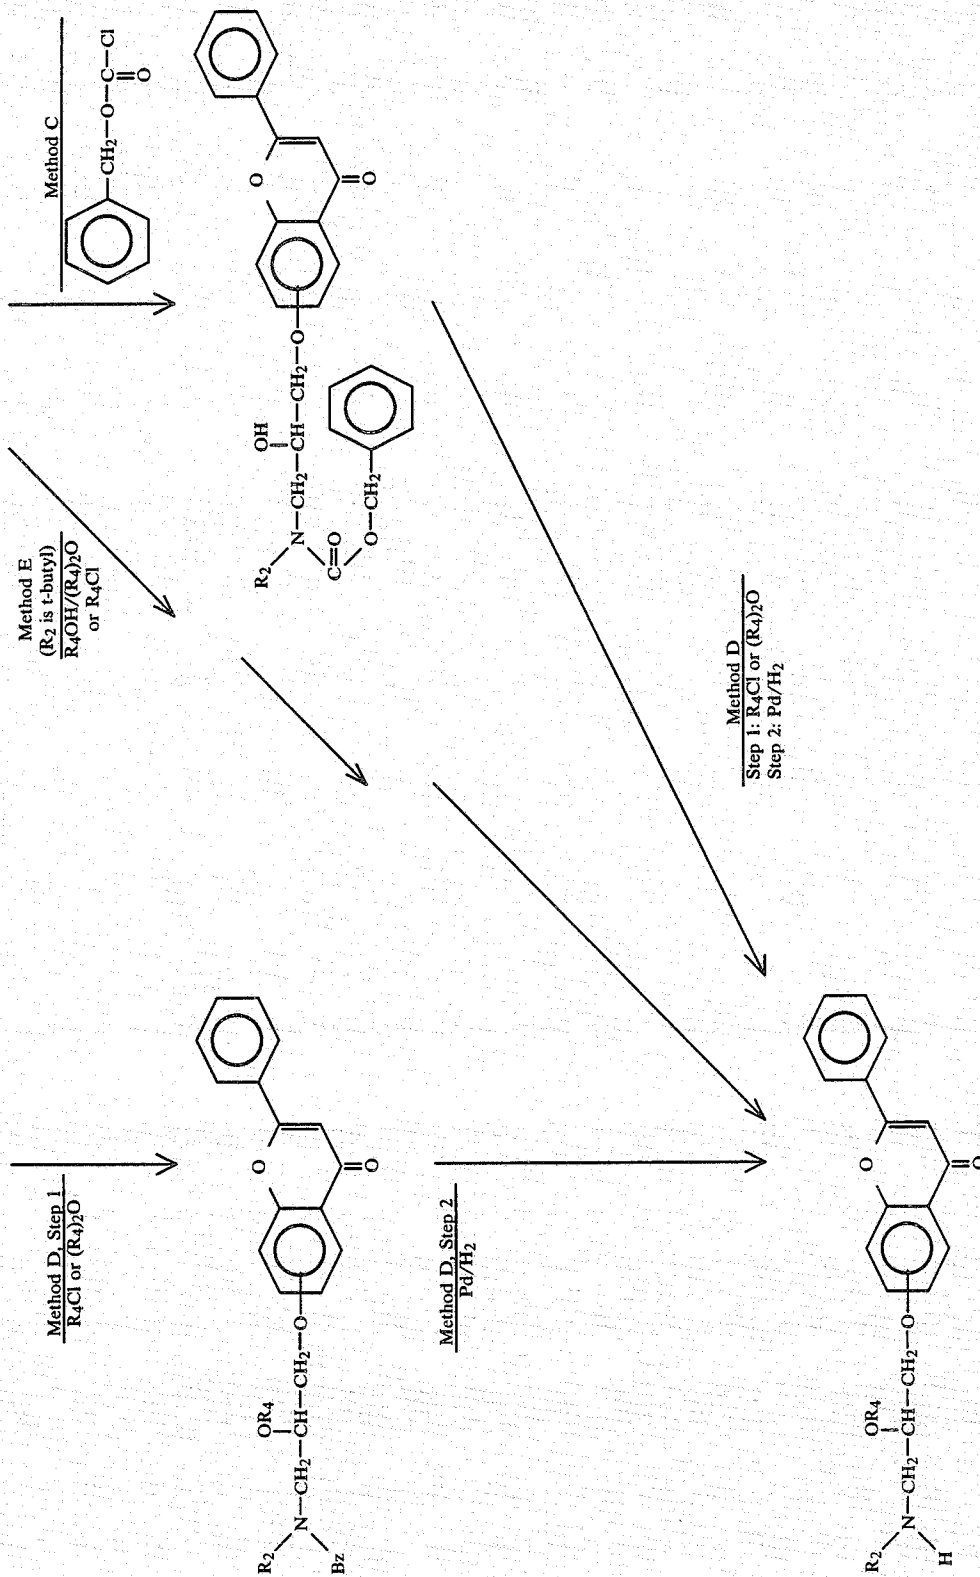 Method D, Step 1
R₄Cl or (R₄)₂O
Method E
(R₂ is t-butyl)
R₄OH/(R₄)₂O
or R₄Cl
Method C
CH₂—O—C—Cl
O
R₂
OR₄
N—CH₂—CH—CH₂—O
Bz
O
O
R₂
OH
N—CH₂—CH—CH₂—O
C=O
O—CH₂
O
O
Method D, Step 2
Pd/H₂
Method D
Step 1: R₄Cl or (R₄)₂O
Step 2: Pd/H₂
R₂
OR₄
N—CH₂—CH—CH₂—O
H
O
O